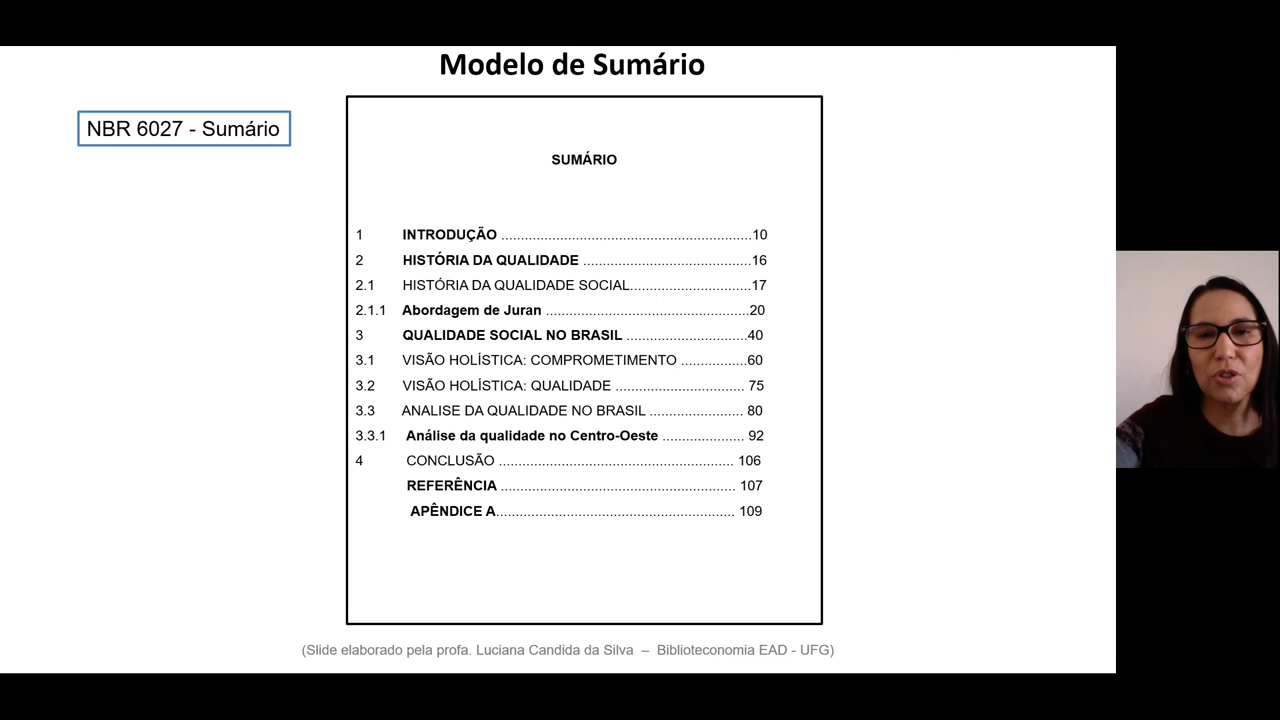 Modelo de Sumário
NBR 6027 - Sumário
SUMÁRIO
1 INTRODUÇÃO ................................................................10
2 HISTÓRIA DA QUALIDADE ...........................................16
2.1 HISTÓRIA DA QUALIDADE SOCIAL...............................17
2.1.1 Abordagem de Juran ....................................................20
3 QUALIDADE SOCIAL NO BRASIL ...............................40
3.1 VISÃO HOLÍSTICA: COMPROMETIMENTO .................60
3.2 VISÃO HOLÍSTICA: QUALIDADE ................................. 75
3.3 ANALISE DA QUALIDADE NO BRASIL ........................ 80
3.3.1 Análise da qualidade no Centro-Oeste ..................... 92
4 CONCLUSÃO ............................................................ 106
REFERÊNCIA ............................................................ 107
APÊNDICE A............................................................. 109
(Slide elaborado pela profa. Luciana Candida da Silva – Biblioteconomia EAD - UFG)